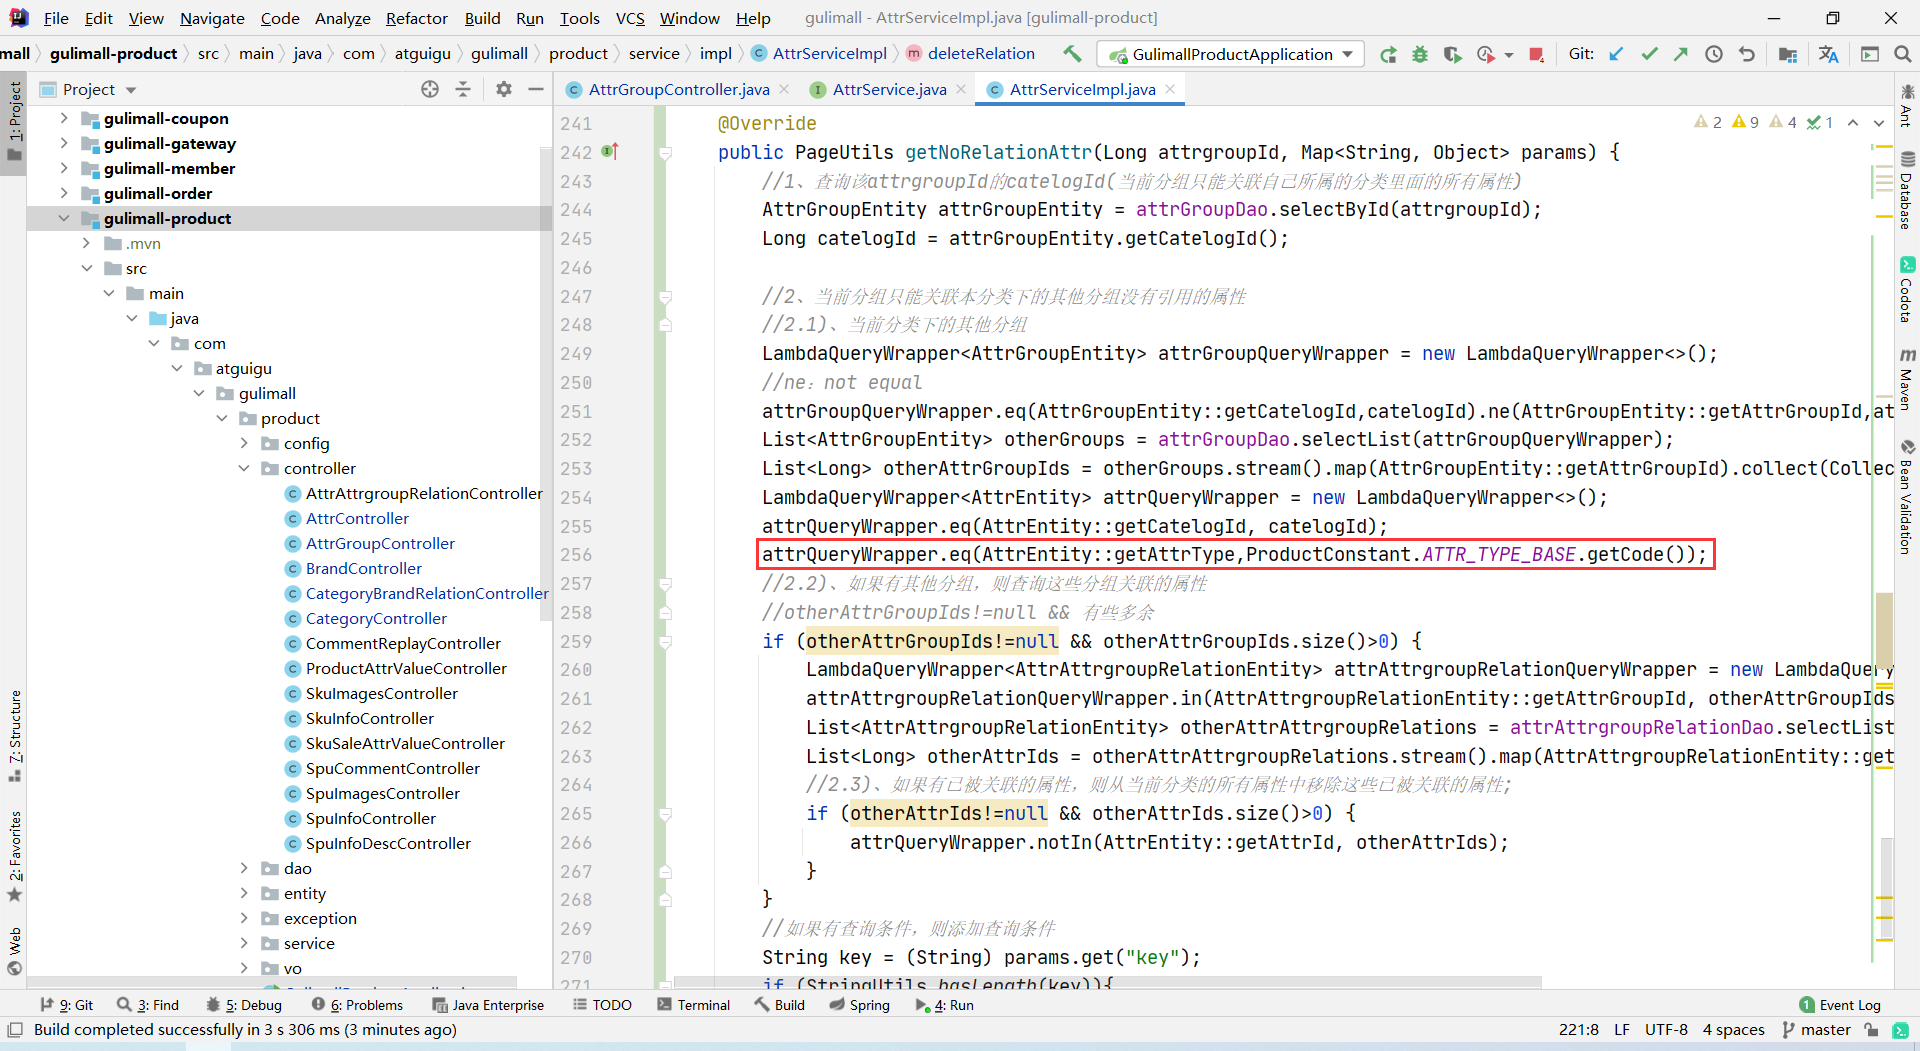 File Edit View Navigate Code Analyze Refactor Build Run Tools VCS Window Help gulimall - AttrServiceImpl.java [gulimall-product]
mall gulimall-product src main java com atguigu gulimall product service impl AttrServiceImpl deleteRelation GulimallProductApplication Git:
Project
AttrGroupController.java AttrService.java AttrServiceImpl.java
1: Project
7: Structure
2: Favorites
Web
gulimall-coupon
gulimall-gateway
gulimall-member
gulimall-order
gulimall-product
.mvn
src
main
java
com
atguigu
gulimall
product
config
controller
AttrAttrgroupRelationController
AttrController
AttrGroupController
BrandController
CategoryBrandRelationController
CategoryController
CommentReplayController
ProductAttrValueController
SkuImagesController
SkuInfoController
SkuSaleAttrValueController
SpuCommentController
SpuImagesController
SpuInfoController
SpuInfoDescController
dao
entity
exception
service
vo
2 9 4 1
241 @Override
242 public PageUtils getNoRelationAttr(Long attrgroupId, Map<String, Object> params) {
243 //1、查询该attrgroupId的catelogId(当前分组只能关联自己所属的分类里面的所有属性)
244 AttrGroupEntity attrGroupEntity = attrGroupDao.selectById(attrgroupId);
245 Long catelogId = attrGroupEntity.getCatelogId();
246
247 //2、当前分组只能关联本分类下的其他分组没有引用的属性
248 //2.1)、当前分类下的其他分组
249 LambdaQueryWrapper<AttrGroupEntity> attrGroupQueryWrapper = new LambdaQueryWrapper<>();
250 //ne：not equal
251 attrGroupQueryWrapper.eq(AttrGroupEntity::getCatelogId,catelogId).ne(AttrGroupEntity::getAttrGroupId,at
252 List<AttrGroupEntity> otherGroups = attrGroupDao.selectList(attrGroupQueryWrapper);
253 List<Long> otherAttrGroupIds = otherGroups.stream().map(AttrGroupEntity::getAttrGroupId).collect(Collec
254 LambdaQueryWrapper<AttrEntity> attrQueryWrapper = new LambdaQueryWrapper<>();
255 attrQueryWrapper.eq(AttrEntity::getCatelogId, catelogId);
256 attrQueryWrapper.eq(AttrEntity::getAttrType,ProductConstant.ATTR_TYPE_BASE.getCode());
257 //2.2)、如果有其他分组，则查询这些分组关联的属性
258 //otherAttrGroupIds!=null && 有些多余
259 if (otherAttrGroupIds!=null && otherAttrGroupIds.size()>0) {
260 LambdaQueryWrapper<AttrAttrgroupRelationEntity> attrAttrgroupRelationQueryWrapper = new LambdaQuery
261 attrAttrgroupRelationQueryWrapper.in(AttrAttrgroupRelationEntity::getAttrGroupId, otherAttrGroupIds
262 List<AttrAttrgroupRelationEntity> otherAttrAttrgroupRelations = attrAttrgroupRelationDao.selectList
263 List<Long> otherAttrIds = otherAttrAttrgroupRelations.stream().map(AttrAttrgroupRelationEntity::get
264 //2.3)、如果有已被关联的属性，则从当前分类的所有属性中移除这些已被关联的属性;
265 if (otherAttrIds!=null && otherAttrIds.size()>0) {
266 attrQueryWrapper.notIn(AttrEntity::getAttrId, otherAttrIds);
267 }
268 }
269 //如果有查询条件，则添加查询条件
270 String key = (String) params.get("key");
271 if (StringUtils.hasLength(key)){
Ant
Database
Codota
Maven
Bean Validation
9: Git 3: Find 5: Debug 6: Problems Java Enterprise TODO Terminal Build Spring 4: Run 1 Event Log
Build completed successfully in 3 s 306 ms (3 minutes ago) 221:8 LF UTF-8 4 spaces master